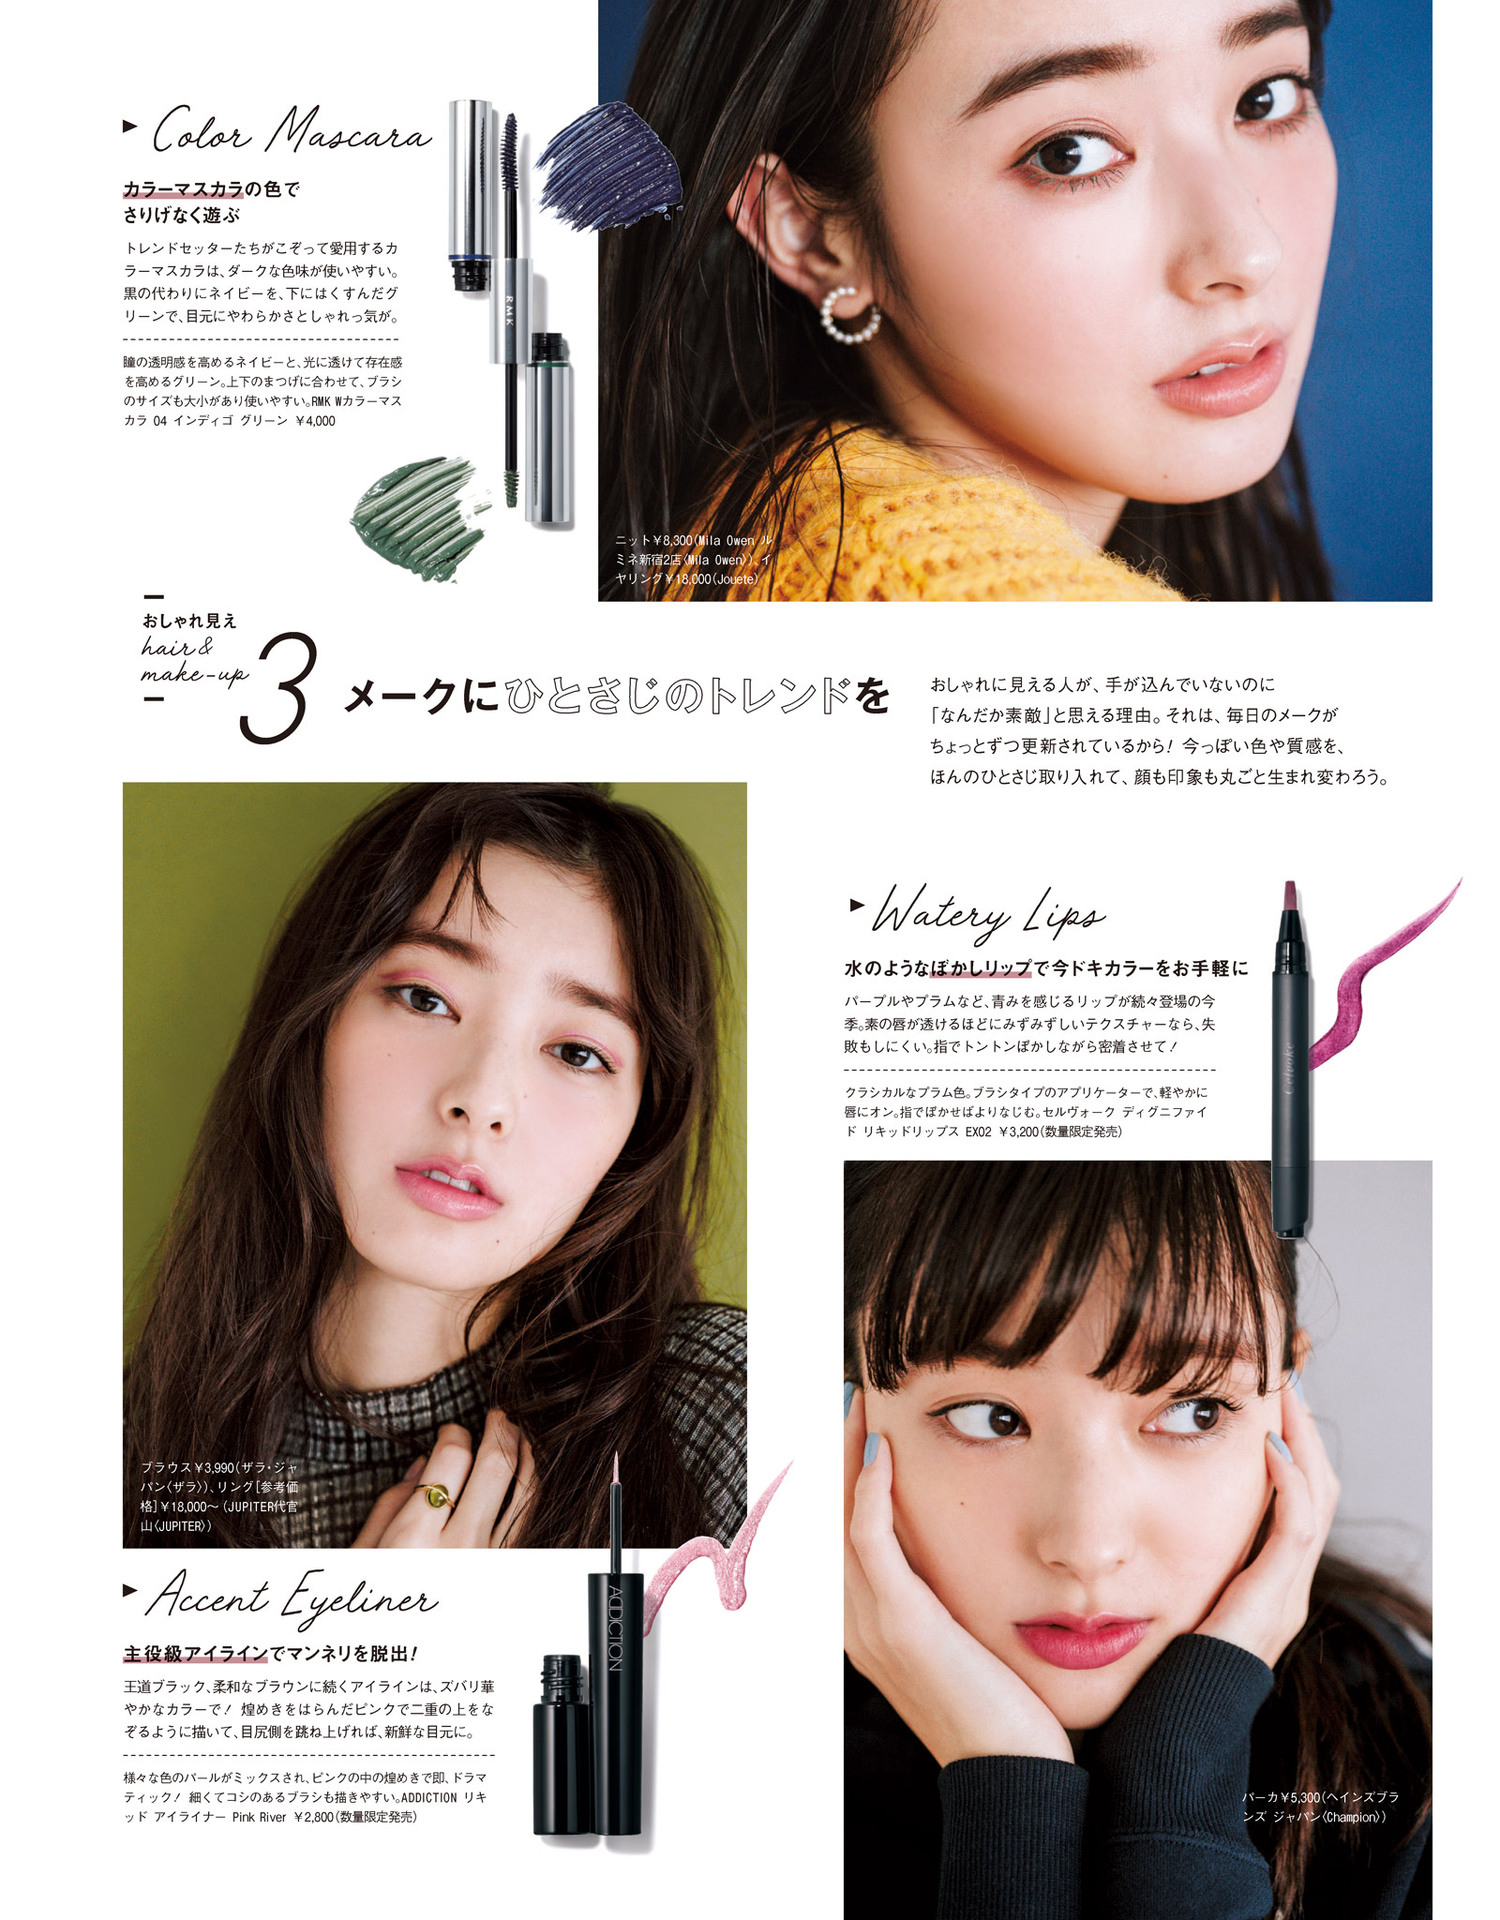 Color Mascara
カラーマスカラの色で
さりげなく遊ぶ
トレンドセッターたちがこぞって愛用するカ
ラーマスカラは、ダークな色味が使いやすい。
黒の代わりにネイビーを、下にはくすんだグ
リーンで、目元にやわらかさとしゃれっ気が。
瞳の透明感を高めるネイビーと、光に透けて存在感
を高めるグリーン。上下のまつげに合わせて、ブラシ
のサイズも大小があり使いやすい。RMK Wカラーマス
カラ 04 インディゴ グリーン ¥4,000
RMK
ニット¥8,300(Mila Owen ル
ミネ新宿2店〈Mila Owen〉)、イ
ヤリング¥18,000(Jouete)
おしゃれ見え
hair &
make-up
3
メークにひとさじのトレンドを
おしゃれに見える人が、手が込んでいないのに
「なんだか素敵」と思える理由。それは、毎日のメークが
ちょっとずつ更新されているから! 今っぽい色や質感を、
ほんのひとさじ取り入れて、顔も印象も丸ごと生まれ変わろう。
ブラウス¥3,990(ザラ・ジャ
パン〈ザラ〉)、リング[参考価
格]¥18,000〜(JUPITER代官
山〈JUPITER〉)
Accent Eyeliner
主役級アイラインでマンネリを脱出!
王道ブラック、柔和なブラウンに続くアイラインは、ズバリ華
やかなカラーで! 煌めきをはらんだピンクで二重の上をな
ぞるように描いて、目尻側を跳ね上げれば、新鮮な目元に。
様々な色のパールがミックスされ、ピンクの中の煌めきで即、ドラマ
ティック! 細くてコシのあるブラシも描きやすい。ADDICTION リキ
ッド アイライナー Pink River ¥2,800(数量限定発売)
ADDICTION
Watery Lips
水のようなぼかしリップで今ドキカラーをお手軽に
パープルやプラムなど、青みを感じるリップが続々登場の今
季。素の唇が透けるほどにみずみずしいテクスチャーなら、失
敗もしにくい。指でトントンぼかしながら密着させて!
クラシカルなプラム色。ブラシタイプのアプリケーターで、軽やかに
唇にオン。指でぼかせばよりなじむ。セルヴォーク ディグニファイ
ド リキッドリップス EX02 ¥3,200(数量限定発売)
Celvoke
パーカ¥5,300(ヘインズブラ
ンズ ジャパン〈Champion〉)